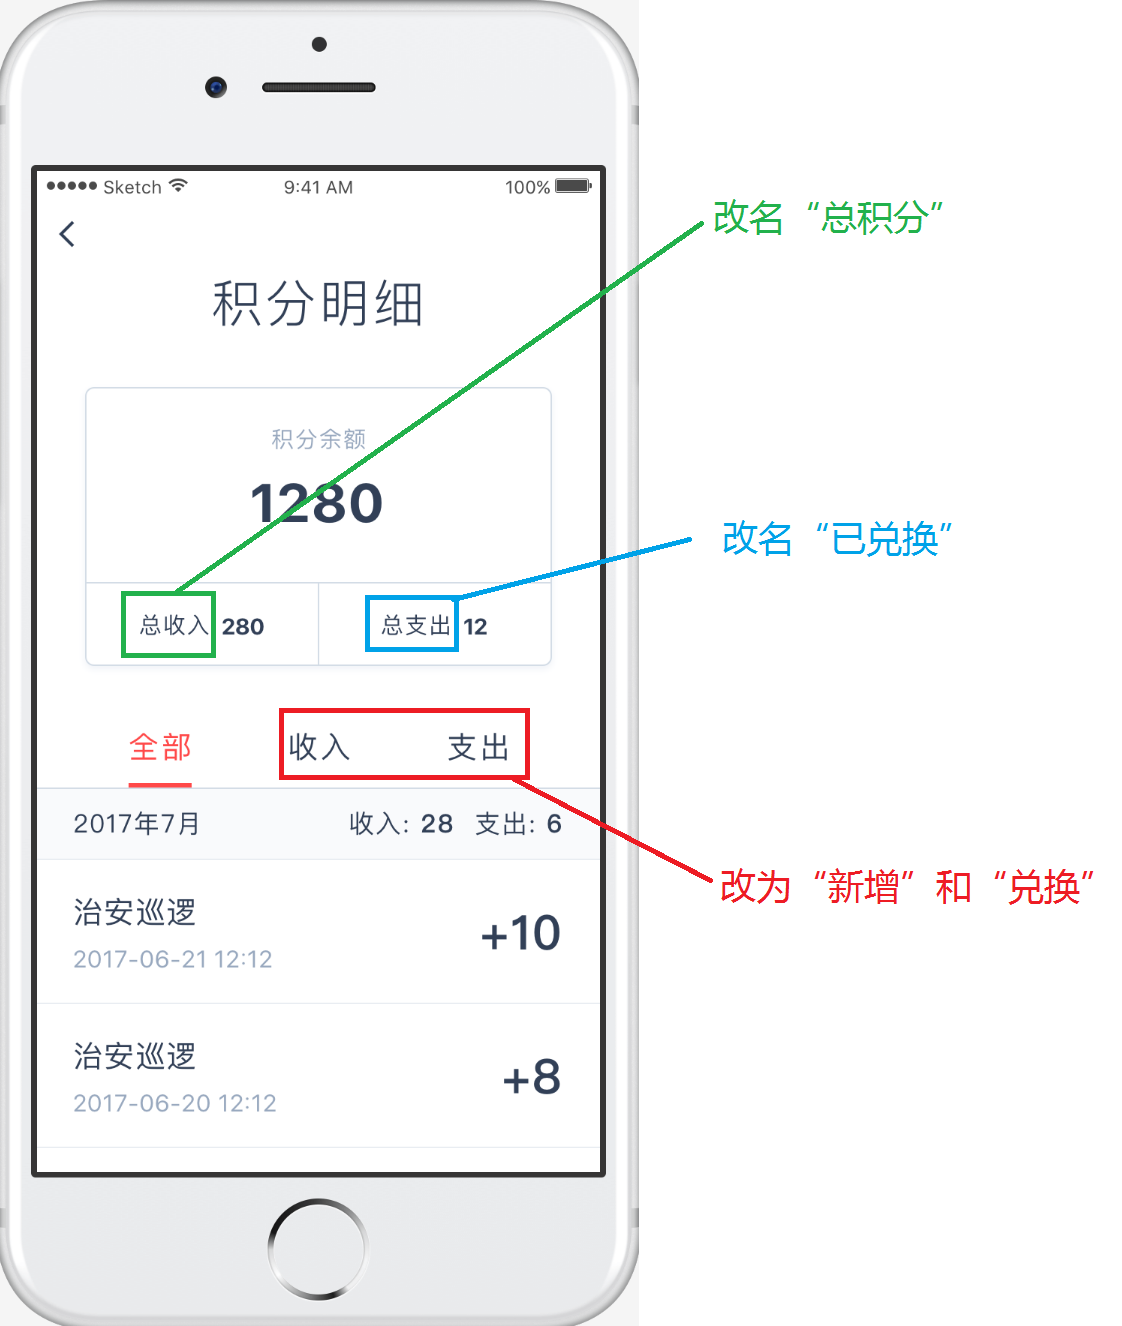 Sketch 9:41 AM 100%
改名“总积分”
积分明细
积分余额
1280
改名“已兑换”
总收入 280 总支出 12
全部 收入 支出
2017年7月 收入: 28 支出: 6
改为“新增”和“兑换”
治安巡逻
+10
2017-06-21 12:12
治安巡逻
+8
2017-06-20 12:12